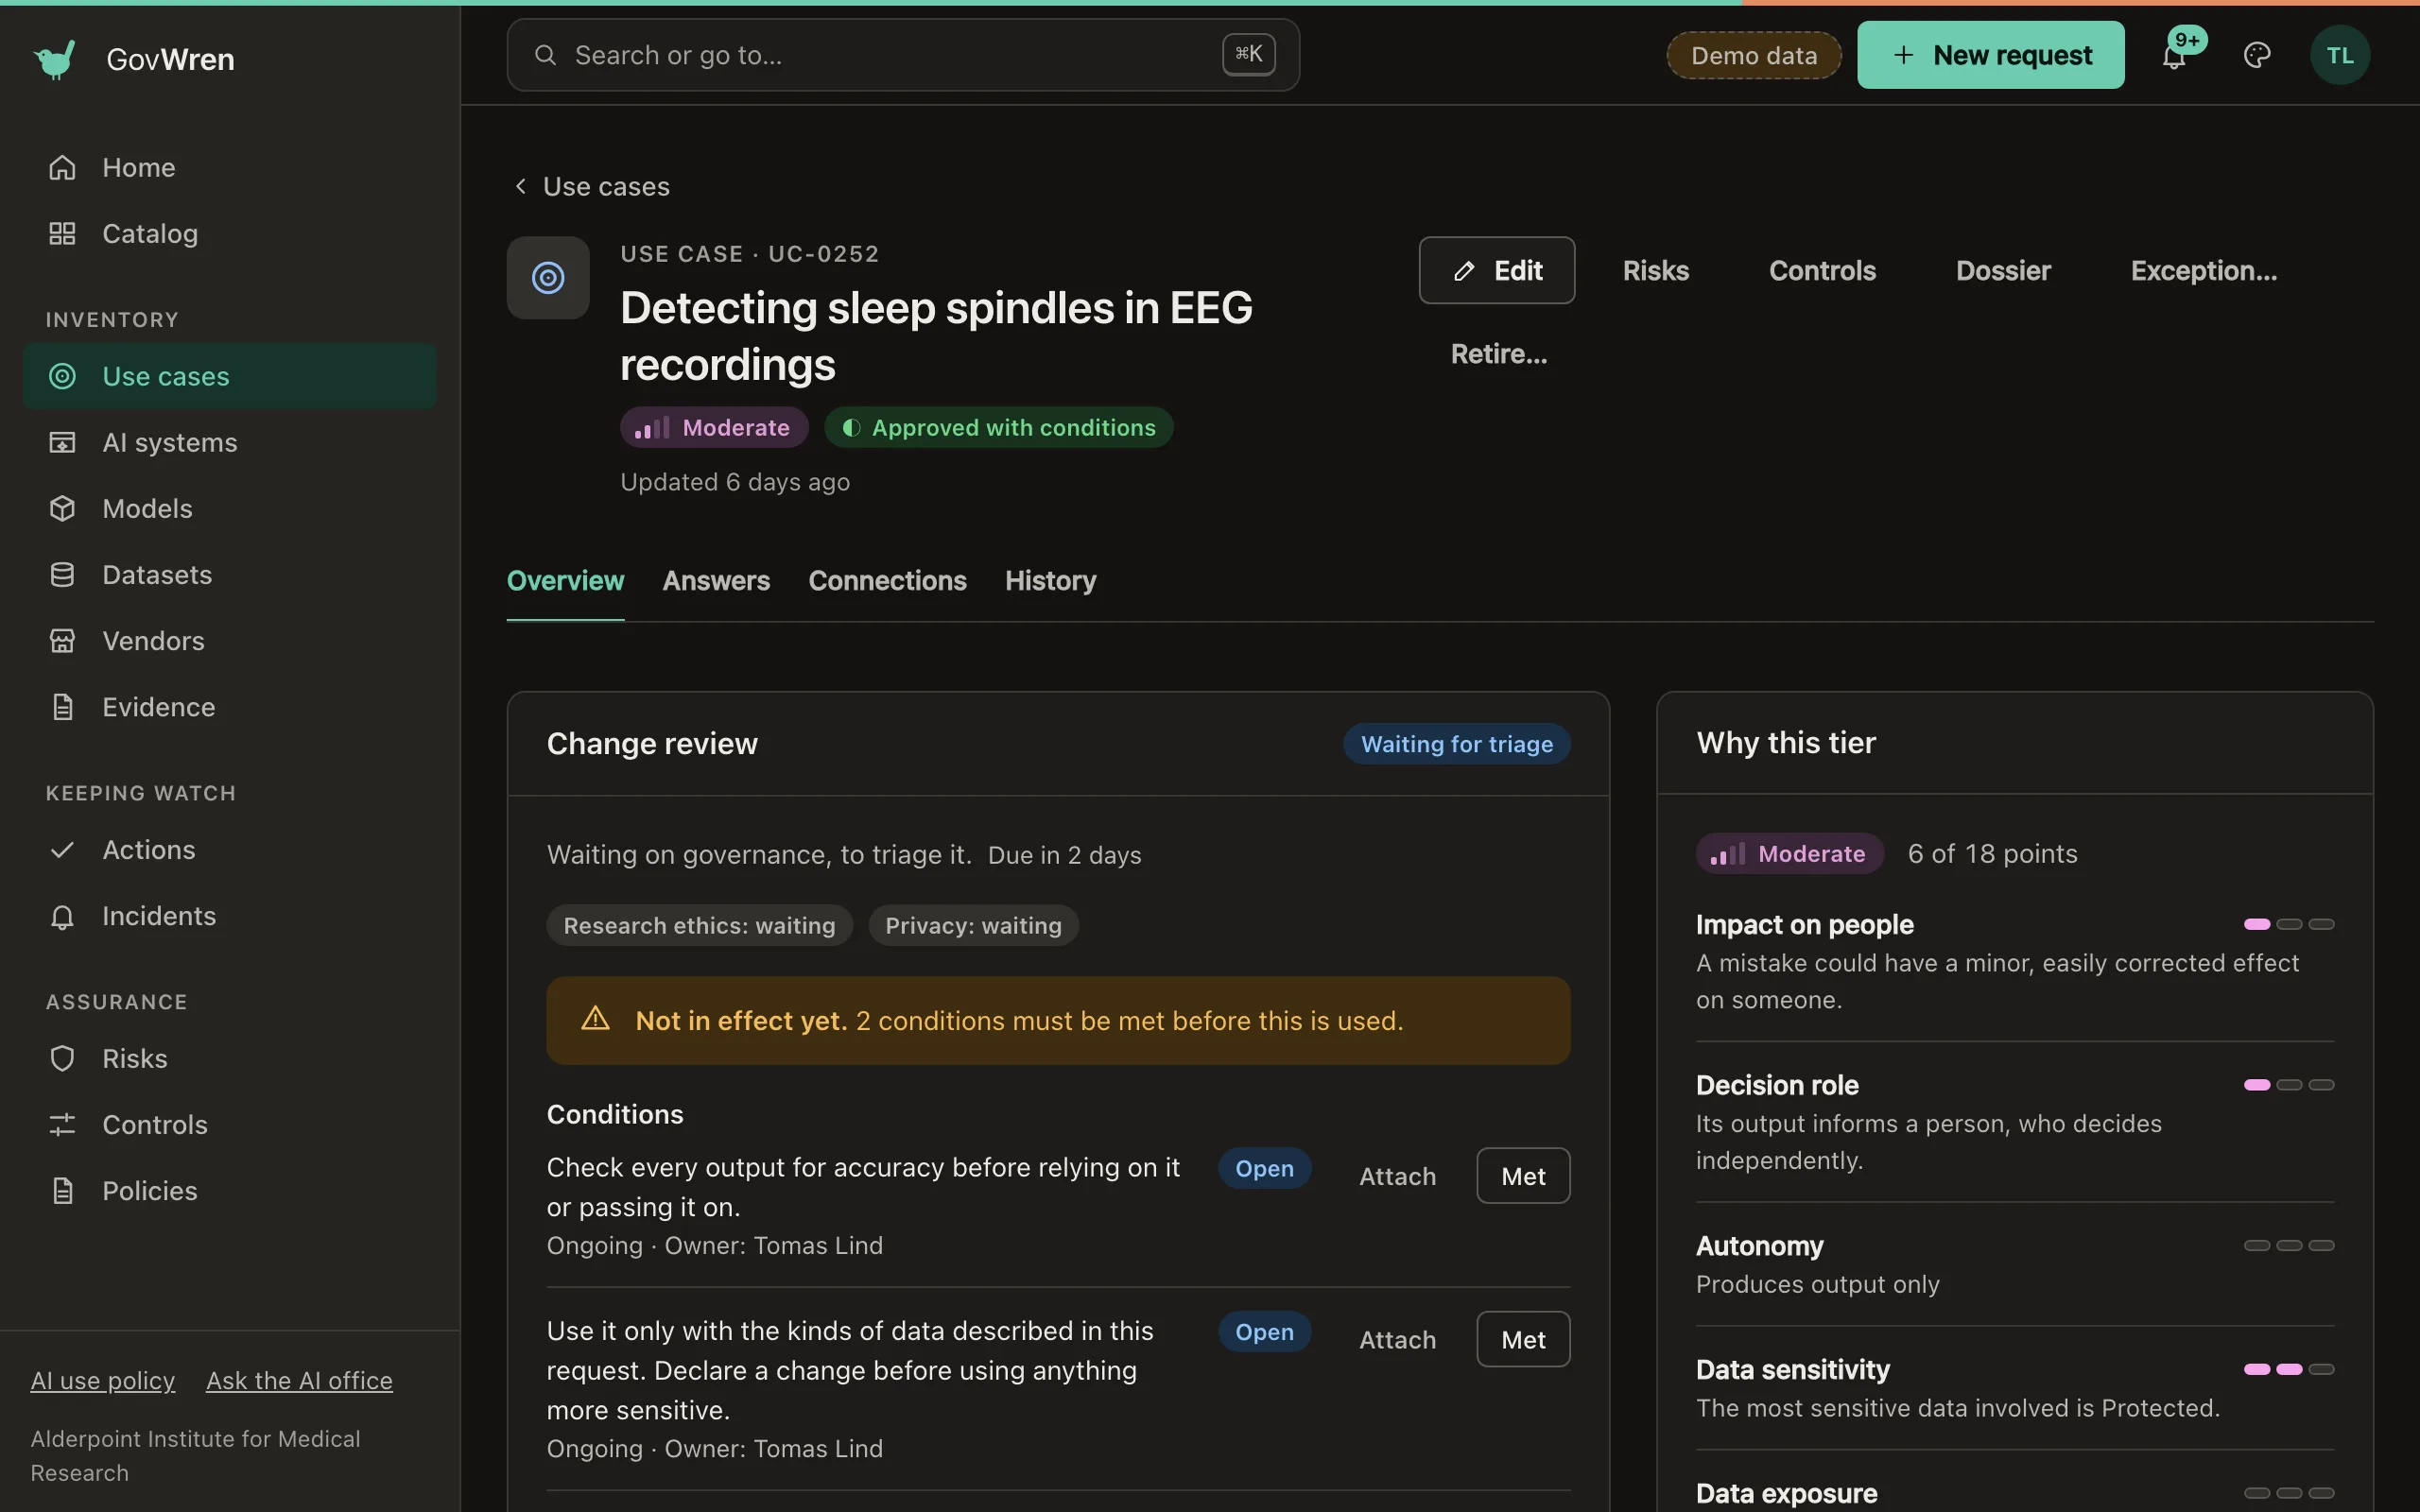 GovWren
Search or go to...
⌘K
Demo data
+ New request
9+
TL
Home
Catalog
INVENTORY
Use cases
AI systems
Models
Datasets
Vendors
Evidence
KEEPING WATCH
Actions
Incidents
ASSURANCE
Risks
Controls
Policies
AI use policy
Ask the AI office
Alderpoint Institute for Medical
Research
Use cases
USE CASE · UC-0252
Detecting sleep spindles in EEG
recordings
Moderate
Approved with conditions
Updated 6 days ago
Edit
Risks
Controls
Dossier
Exception...
Retire...
Overview
Answers
Connections
History
Change review
Waiting for triage
Waiting on governance, to triage it. Due in 2 days
Research ethics: waiting
Privacy: waiting
Not in effect yet. 2 conditions must be met before this is used.
Conditions
Check every output for accuracy before relying on it
or passing it on.
Ongoing · Owner: Tomas Lind
Open
Attach
Met
Use it only with the kinds of data described in this
request. Declare a change before using anything
more sensitive.
Ongoing · Owner: Tomas Lind
Open
Attach
Met
Why this tier
Moderate
6 of 18 points
Impact on people
A mistake could have a minor, easily corrected effect
on someone.
Decision role
Its output informs a person, who decides
independently.
Autonomy
Produces output only
Data sensitivity
The most sensitive data involved is Protected.
Data exposure